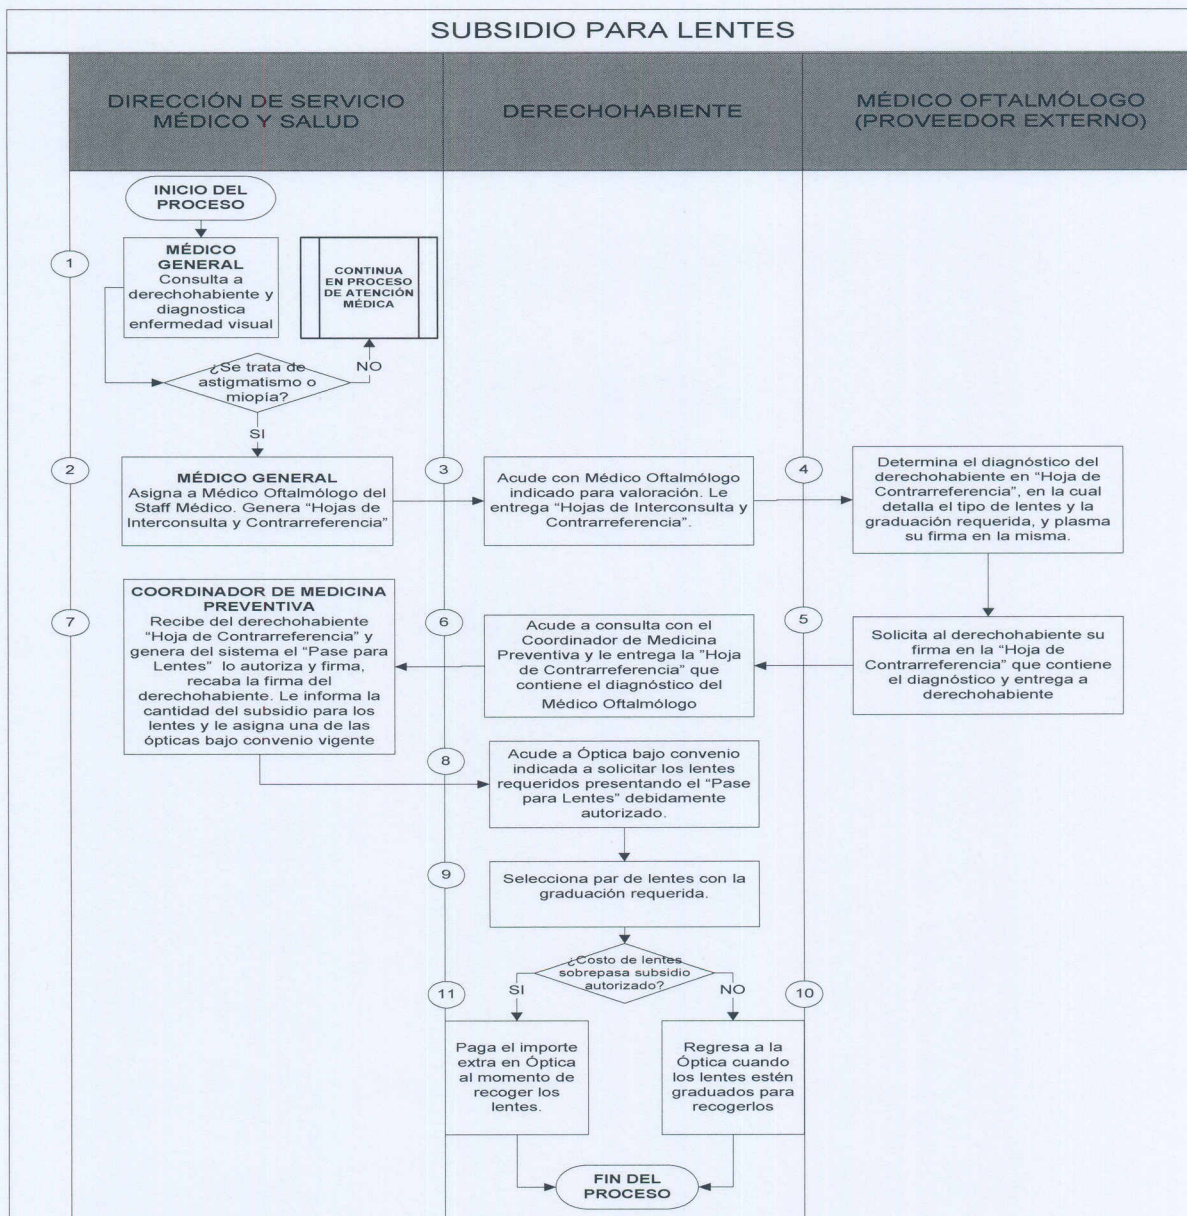 SUBSIDIO PARA LENTES
DIRECCIÓN DE SERVICIO
MÉDICO Y SALUD
DERECHOHABIENTE
MÉDICO OFTALMÓLOGO
(PROVEEDOR EXTERNO)
INICIO DEL
PROCESO
1
MÉDICO
GENERAL
Consulta a
derechohabiente y
diagnostica
enfermedad visual
CONTINUA
EN PROCESO
DE ATENCIÓN
MÉDICA
¿Se trata de
astigmatismo o
miopía?
NO
SI
2
MÉDICO GENERAL
Asigna a Médico Oftalmólogo del
Staff Médico. Genera “Hojas de
Interconsulta y Contrarreferencia”
3
Acude con Médico Oftalmólogo
indicado para valoración. Le
entrega “Hojas de Interconsulta y
Contrarreferencia”.
4
Determina el diagnóstico del
derechohabiente en “Hoja de
Contrarreferencia”, en la cual
detalla el tipo de lentes y la
graduación requerida, y plasma
su firma en la misma.
5
Solicita al derechohabiente su
firma en la “Hoja de
Contrarreferencia” que contiene
el diagnóstico y entrega a
derechohabiente
6
Acude a consulta con el
Coordinador de Medicina
Preventiva y le entrega la ”Hoja
de Contrarreferencia” que
contiene el diagnóstico del
Médico Oftalmólogo
7
COORDINADOR DE MEDICINA
PREVENTIVA
Recibe del derechohabiente
“Hoja de Contrarreferencia” y
genera del sistema el “Pase para
Lentes” lo autoriza y firma,
recaba la firma del
derechohabiente. Le informa la
cantidad del subsidio para los
lentes y le asigna una de las
ópticas bajo convenio vigente
8
Acude a Óptica bajo convenio
indicada a solicitar los lentes
requeridos presentando el “Pase
para Lentes” debidamente
autorizado.
9
Selecciona par de lentes con la
graduación requerida.
¿Costo de lentes
sobrepasa subsidio
autorizado?
SI
NO
11
Paga el importe
extra en Óptica
al momento de
recoger los
lentes.
10
Regresa a la
Óptica cuando
los lentes estén
graduados para
recogerlos
FIN DEL
PROCESO